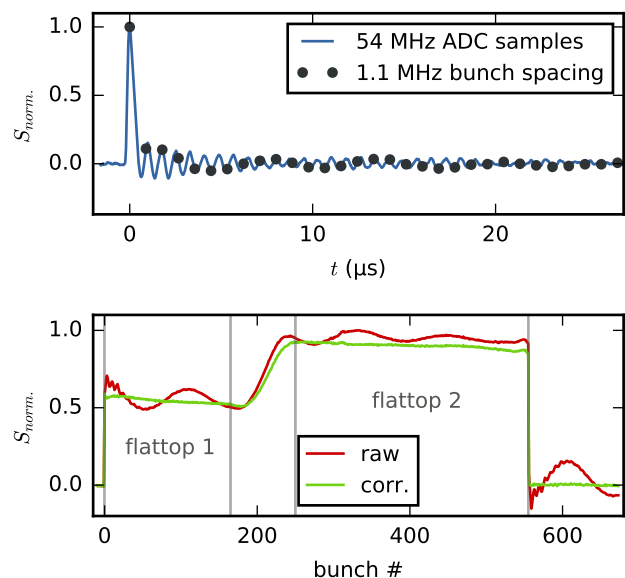 54 MHz ADC samples
1.1 MHz bunch spacing
S_norm.
1.0
0.5
0.0
0 10 20
t (µs)
S_norm.
1.0
0.5
0.0
flattop 1
flattop 2
raw
corr.
0 200 400 600
bunch #